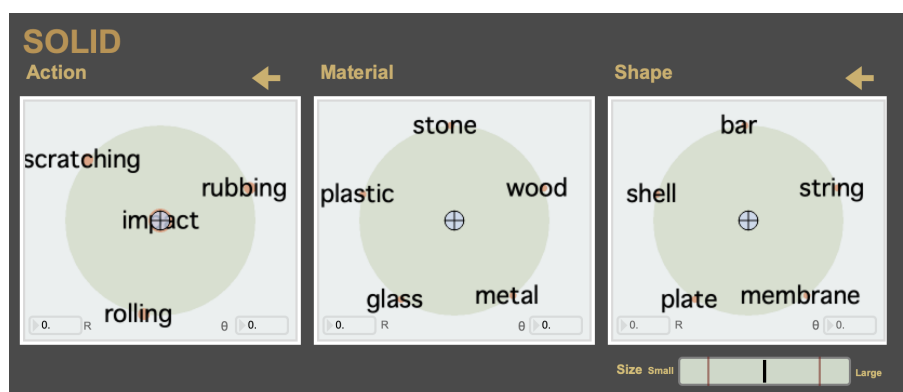 SOLID
Action
scratching
rubbing
impact
rolling
0. R θ 0.
Material
stone
plastic
wood
glass
metal
0. R θ 0.
Shape
bar
shell
string
plate
membrane
0. R θ 0.
Size Small Large